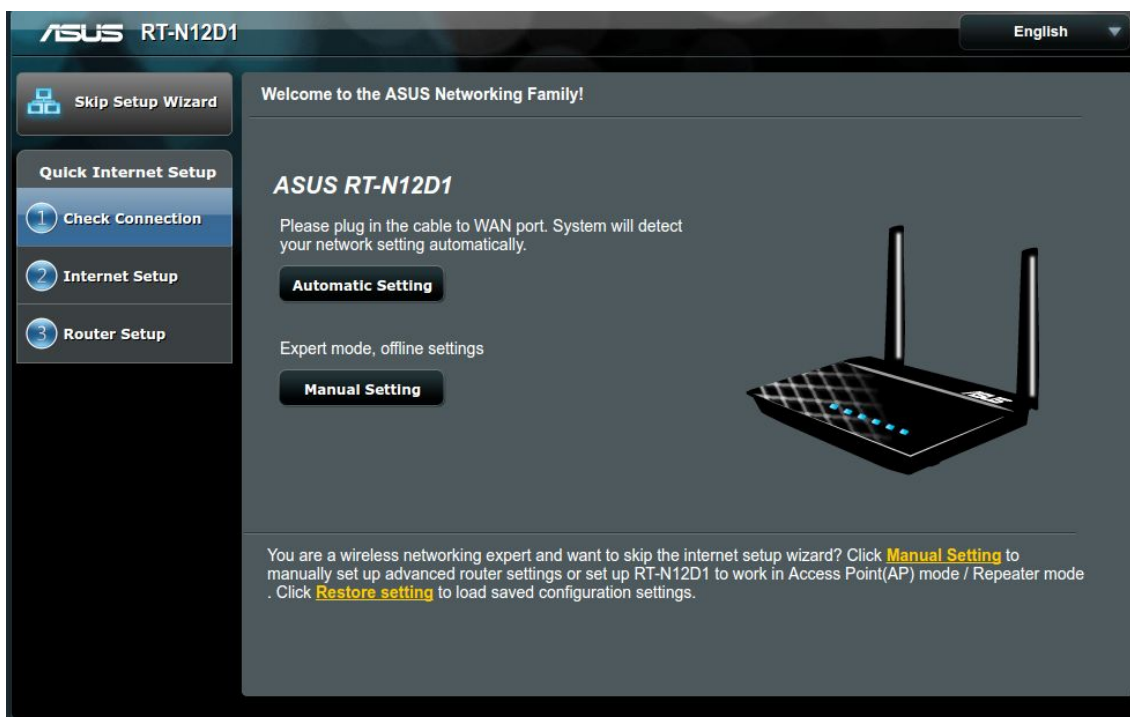 ASUS RT-N12D1
English
Skip Setup Wizard
Welcome to the ASUS Networking Family!
Quick Internet Setup
1 Check Connection
2 Internet Setup
3 Router Setup
ASUS RT-N12D1
Please plug in the cable to WAN port. System will detect
your network setting automatically.
Automatic Setting
Expert mode, offline settings
Manual Setting
ASUS
You are a wireless networking expert and want to skip the internet setup wizard? Click Manual Setting to
manually set up advanced router settings or set up RT-N12D1 to work in Access Point(AP) mode / Repeater mode
. Click Restore setting to load saved configuration settings.